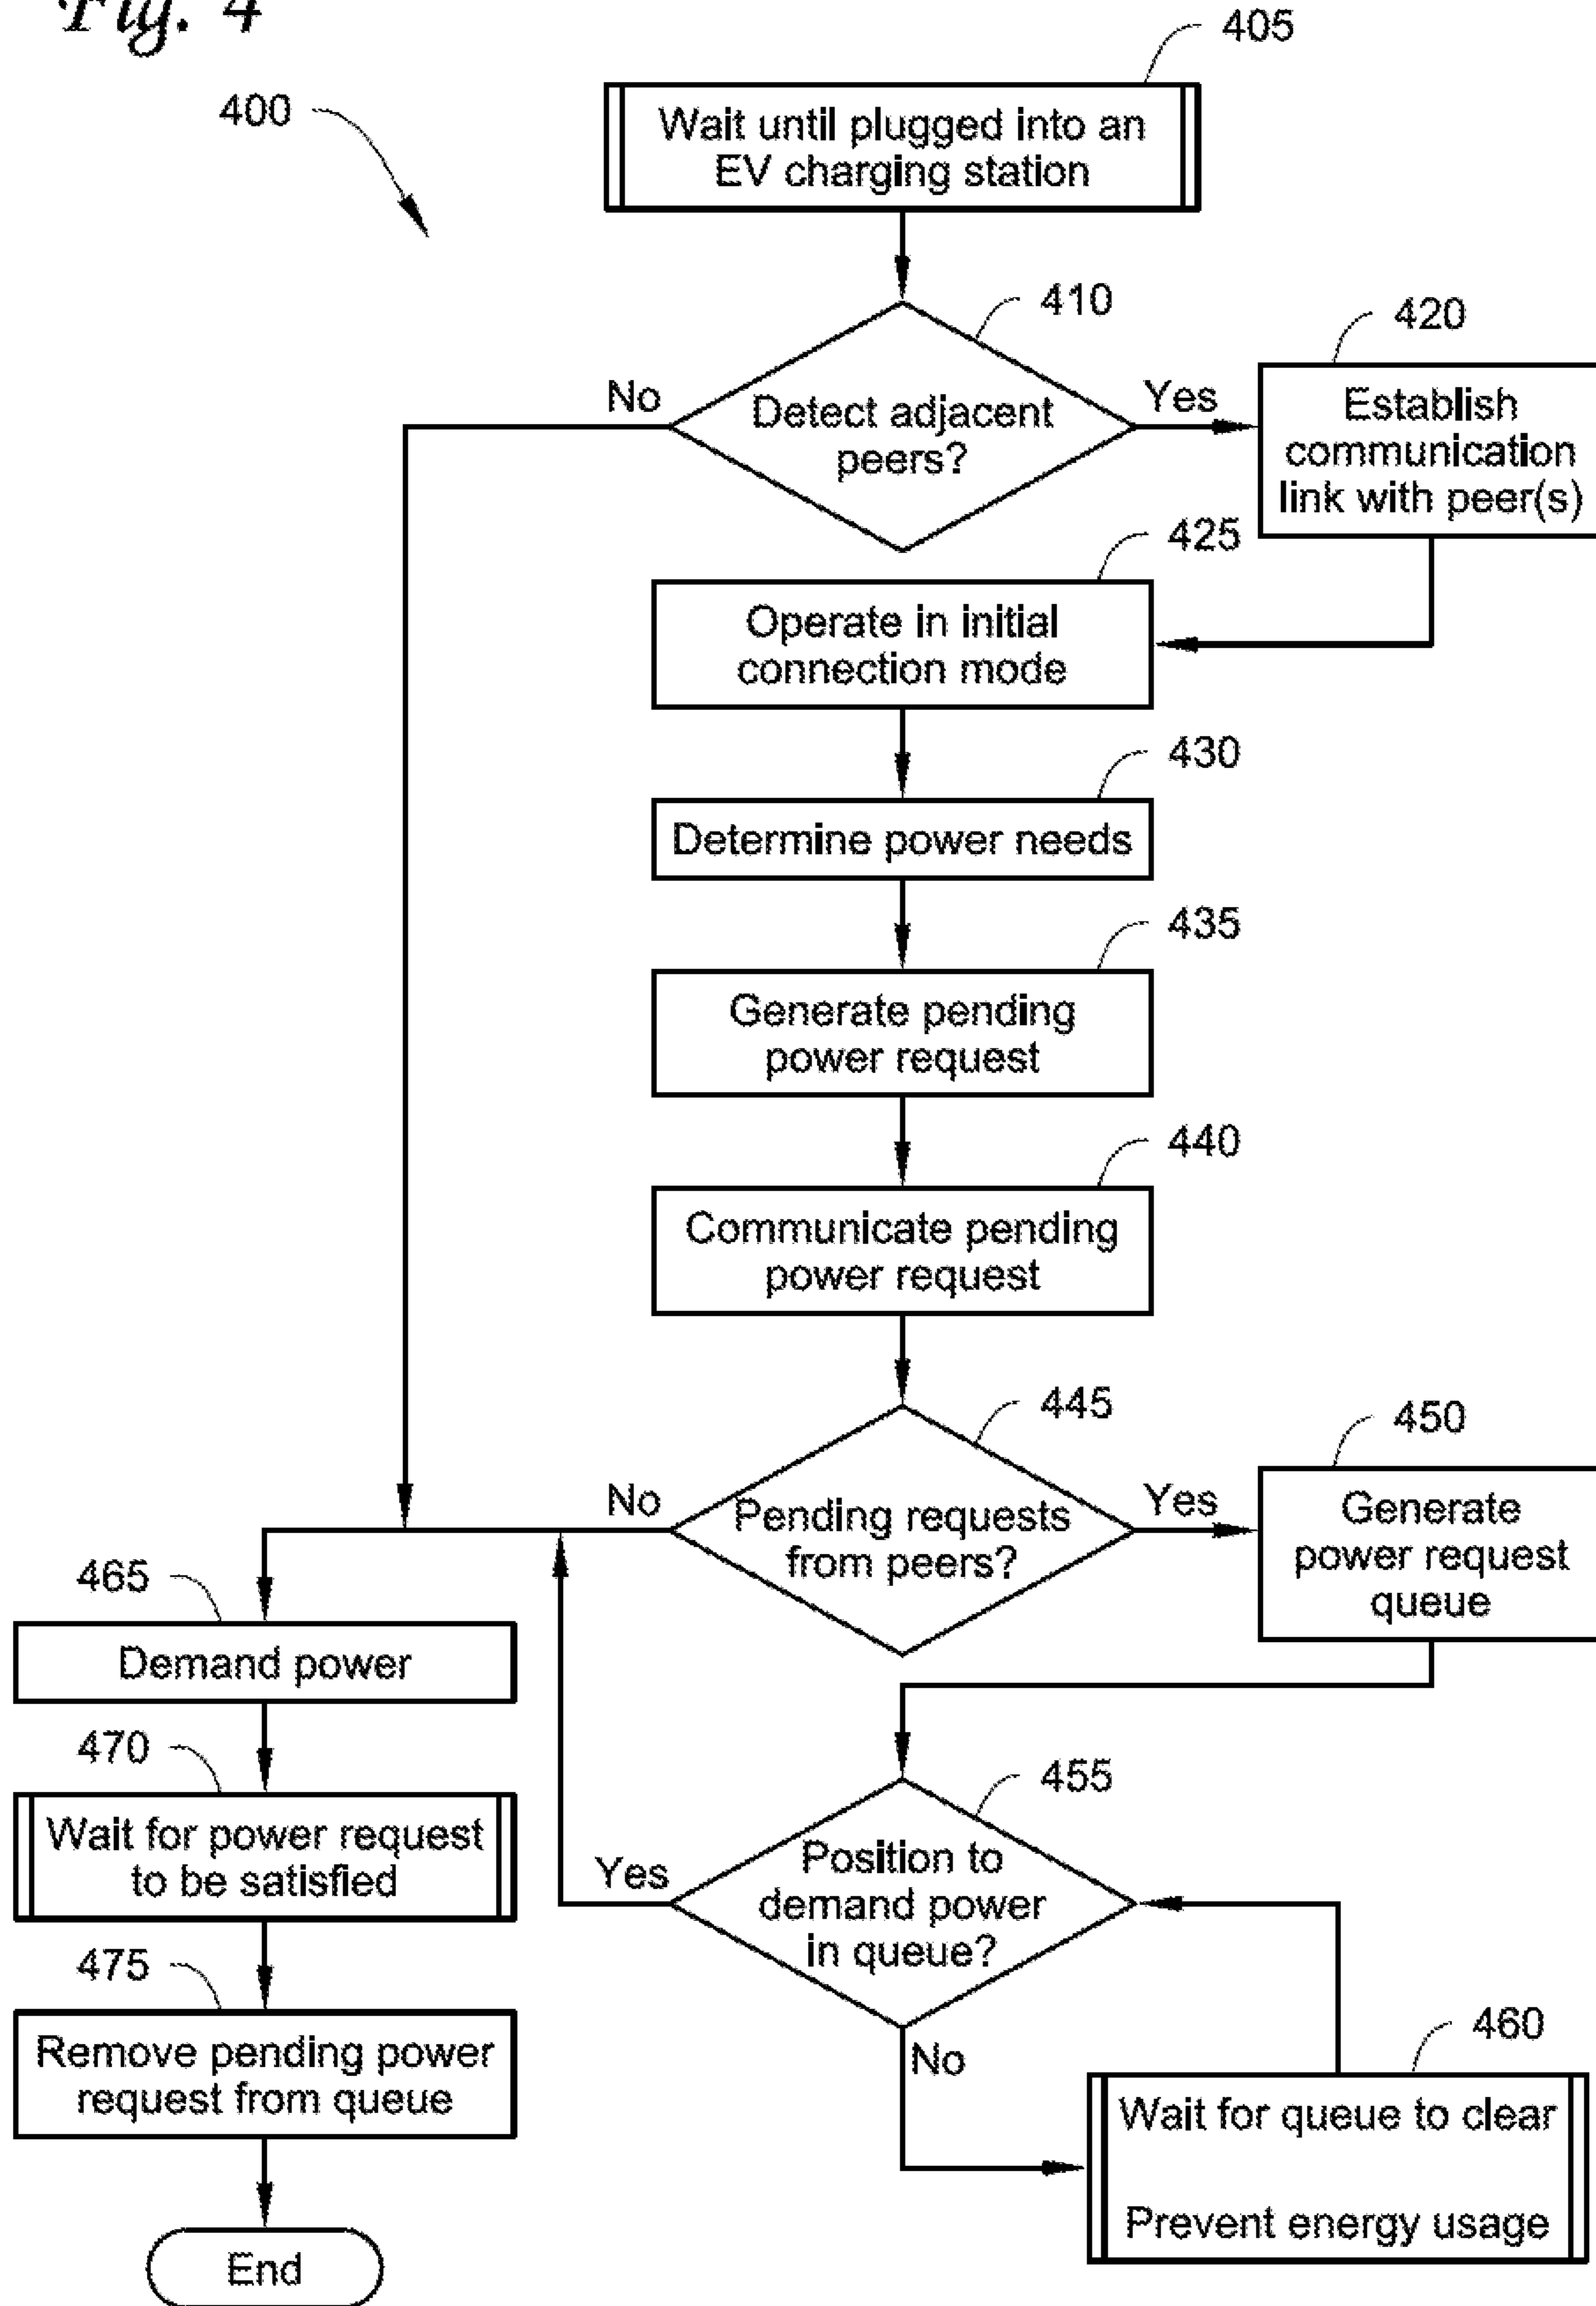 Fig. 4
405
400
Wait until plugged into an
EV charging station
410
420
No
Detect adjacent
peers?
Yes
Establish
communication
link with peer(s)
425
Operate in initial
connection mode
430
Determine power needs
435
Generate pending
power request
440
Communicate pending
power request
445
450
No
Pending requests
from peers?
Yes
Generate
power request
queue
465
Demand power
470
Wait for power request
to be satisfied
455
Yes
Position to
demand power
in queue?
475
Remove pending power
request from queue
No
460
Wait for queue to clear
Prevent energy usage
End